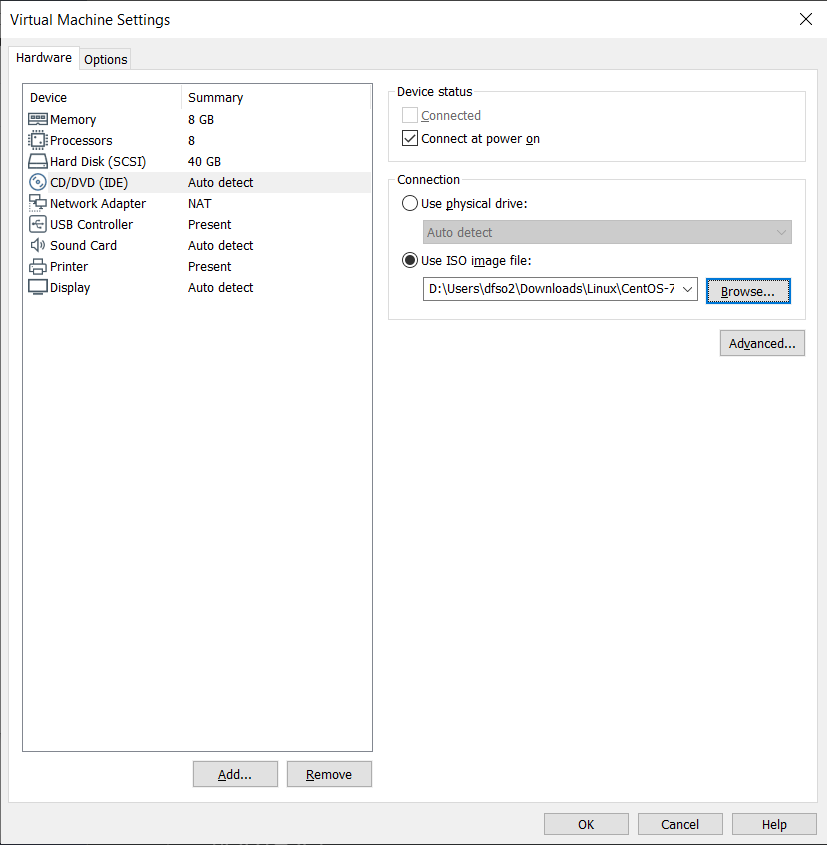 Virtual Machine Settings
Hardware
Options
Device Summary
Memory 8 GB
Processors 8
Hard Disk (SCSI) 40 GB
CD/DVD (IDE) Auto detect
Network Adapter NAT
USB Controller Present
Sound Card Auto detect
Printer Present
Display Auto detect
Add...
Remove
Device status
Connected
Connect at power on
Connection
Use physical drive:
Auto detect
Use ISO image file:
D:\Users\dfso2\Downloads\Linux\CentOS-7
Browse...
Advanced...
OK
Cancel
Help